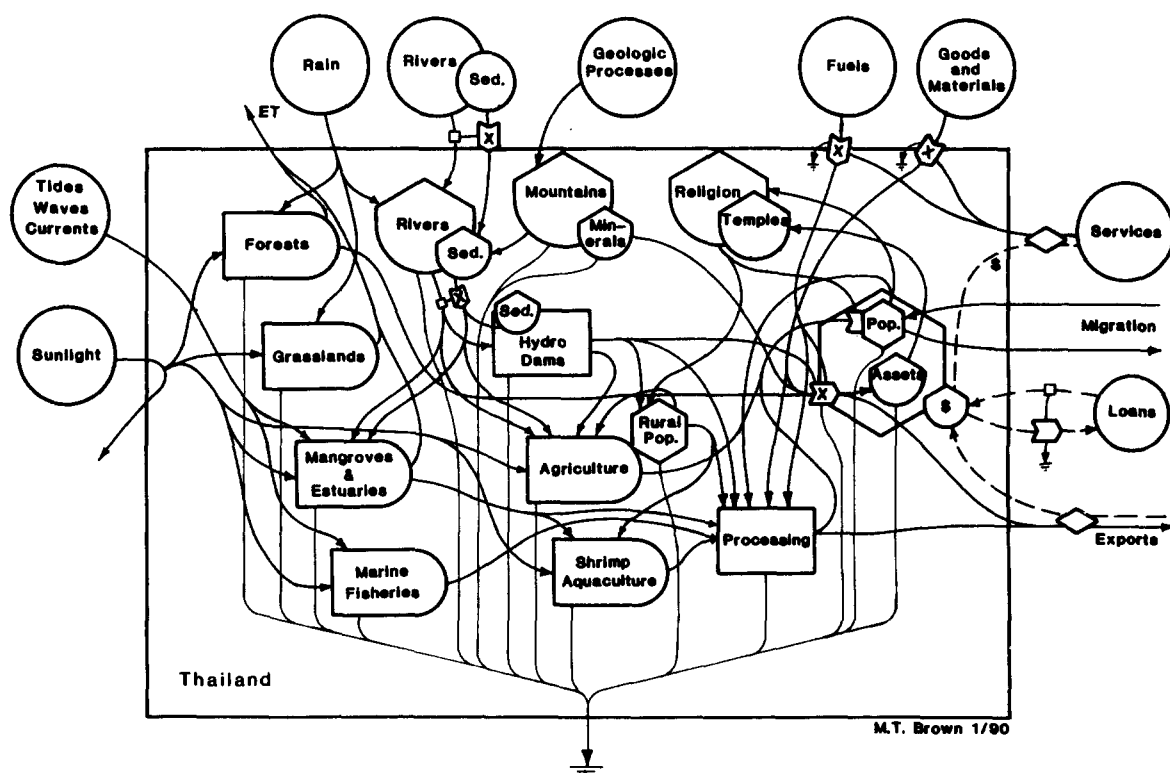 Rain
Rivers
Sed.
Geologic
Processes
Fuels
Goods
and
Materials
ET
Tides
Waves
Currents
Rivers
Sed.
Mountains
Min-
erals
Religion
Temples
Services
$
Forests
X
X
X
X
Sed.
Hydro
Dams
Pop.
Migration
Sunlight
Grasslands
Assets
X
$
Loans
Rural
Pop.
Mangroves
&
Estuaries
Agriculture
Processing
Exports
Marine
Fisheries
Shrimp
Aquaculture
Thailand
M.T. Brown 1/90